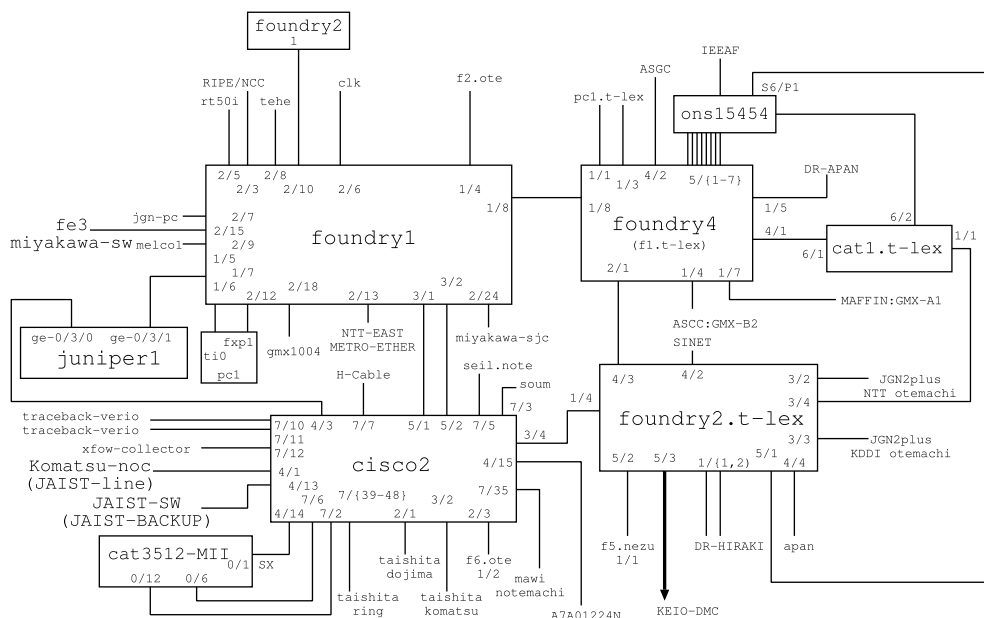 foundry2
1
RIPE/NCC
rt50i
tehe
clk
f2.ote
IEEAF
ASGC
pc1.t-lex
S6/P1
ons15454
2/5
2/3
2/8
2/10
2/6
1/4
1/8
foundry1
jgn-pc
2/7
fe3
2/15
miyakawa-sw
melco1
2/9
1/5
1/7
1/6
2/12
2/18
2/13
3/1
3/2
2/24
1/1
1/3
4/2
5/{1-7}
1/8
foundry4
(f1.t-lex)
DR-APAN
1/5
4/1
6/2
1/1
6/1
cat1.t-lex
2/1
1/4
1/7
MAFFIN:GMX-A1
ASCC:GMX-B2
SINET
ge-0/3/0
ge-0/3/1
juniper1
fxp1
ti0
pc1
gmx1004
NTT-EAST
METRO-ETHER
miyakawa-sjc
H-Cable
seil.note
soum
7/3
traceback-verio
traceback-verio
xfow-collector
Komatsu-noc
(JAIST-line)
JAIST-SW
(JAIST-BACKUP)
7/10
4/3
7/7
5/1
5/2
7/5
7/11
7/12
cisco2
3/4
1/4
4/1
4/15
4/13
7/6
7/{39-48}
3/2
7/35
4/14
7/2
2/1
2/3
4/3
4/2
3/2
JGN2plus
NTT otemachi
3/4
foundry2.t-lex
3/3
JGN2plus
KDDI otemachi
5/2
5/3
1/{1,2)
5/1
4/4
cat3512-MII
0/1
SX
0/12
0/6
taishita
ring
taishita
dojima
taishita
komatsu
f6.ote
1/2
mawi
notemachi
A7A01224N
f5.nezu
1/1
KEIO-DMC
DR-HIRAKI
apan